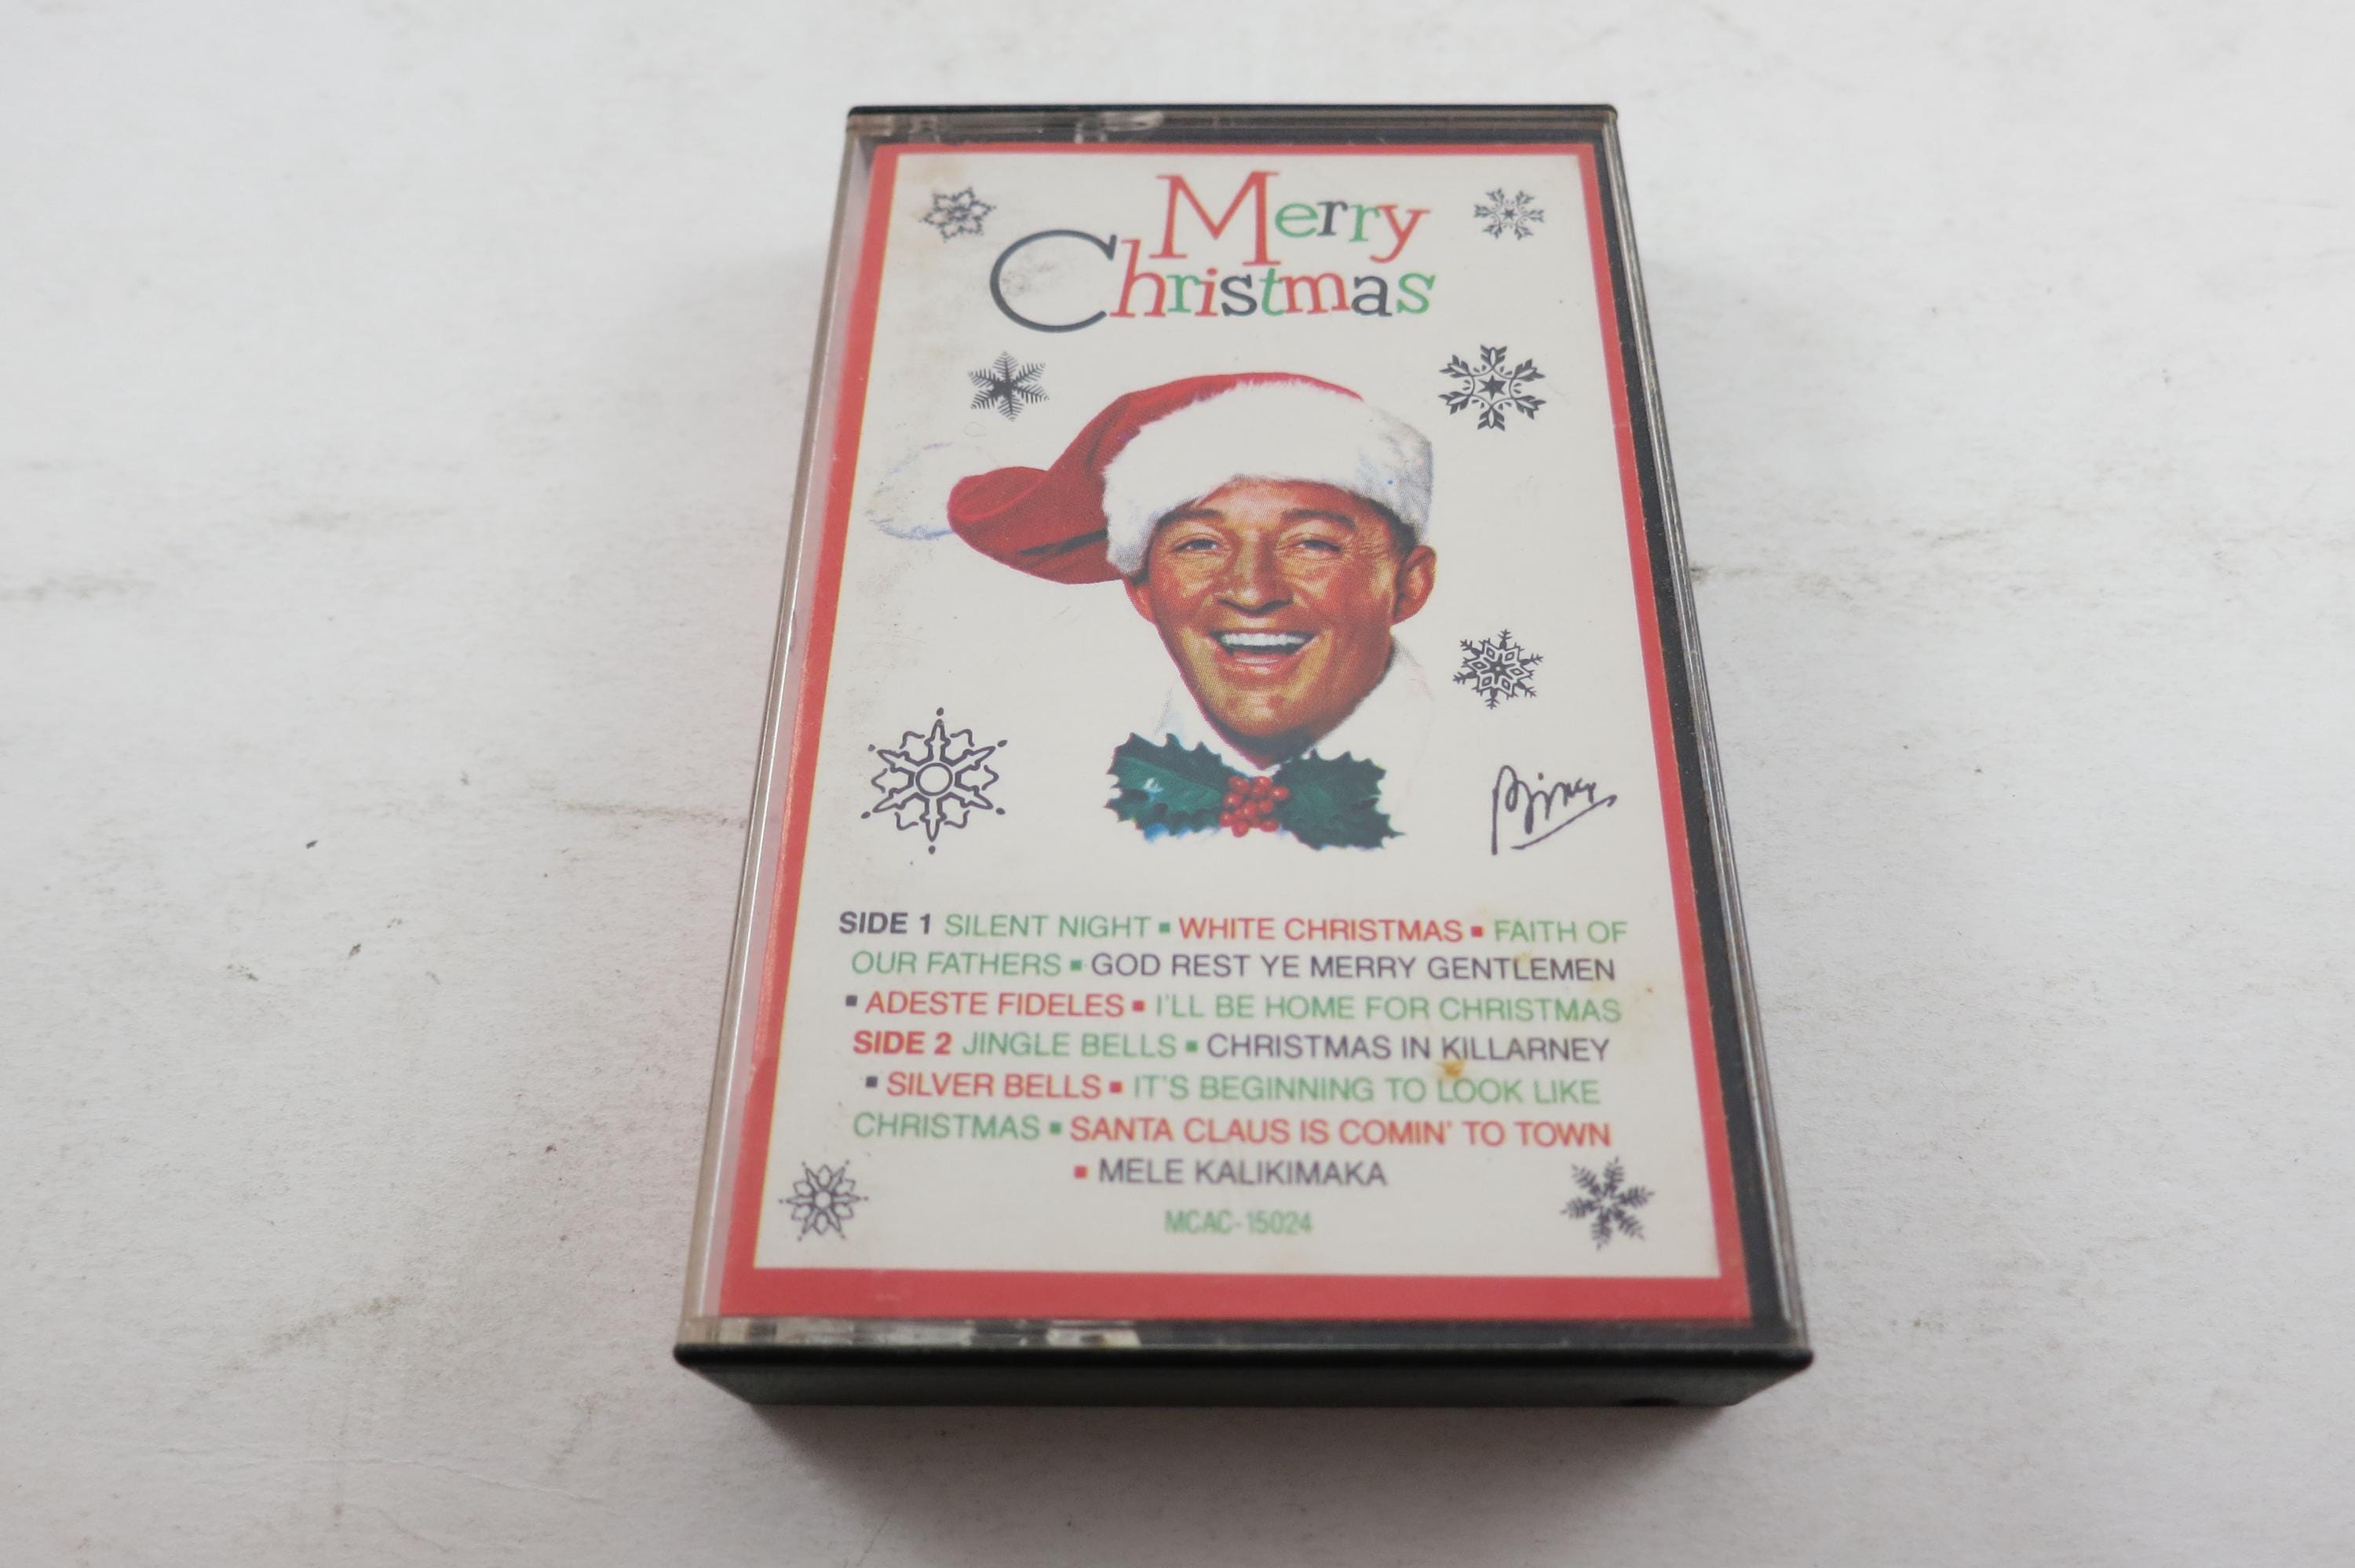 Merry
Christmas
Bing
SIDE 1 SILENT NIGHT ▪ WHITE CHRISTMAS ▪ FAITH OF
OUR FATHERS ▪ GOD REST YE MERRY GENTLEMEN
▪ ADESTE FIDELES ▪ I'LL BE HOME FOR CHRISTMAS
SIDE 2 JINGLE BELLS ▪ CHRISTMAS IN KILLARNEY
▪ SILVER BELLS ▪ IT'S BEGINNING TO LOOK LIKE
CHRISTMAS ▪ SANTA CLAUS IS COMIN' TO TOWN
▪ MELE KALIKIMAKA
MCAC-15024